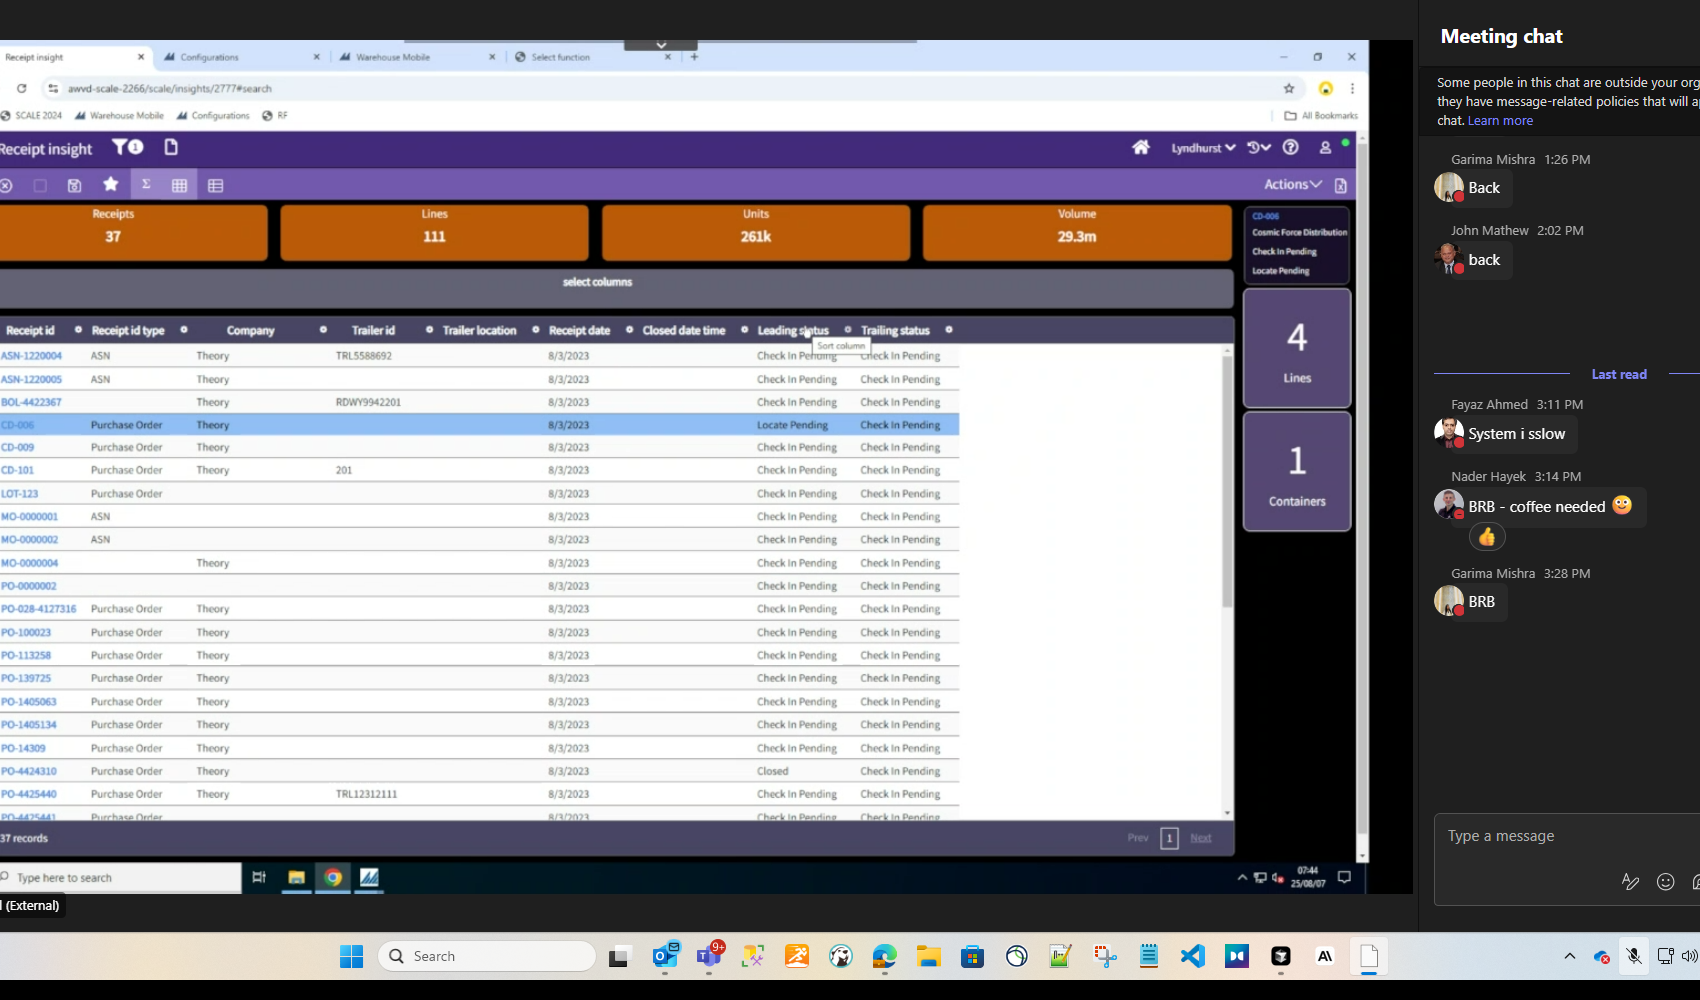 Receipt insight
Configurations
Warehouse Mobile
Select function
awvd-scale-2266/scale/insights/2777#search
SCALE 2024
Warehouse Mobile
Configurations
RF
All Bookmarks
Receipt insight
1
Lyndhurst
Σ
Actions
Receipts
37
Lines
111
Units
261k
Volume
29.3m
CD-006
Cosmic Force Distribution
Check In Pending
Locate Pending
4
Lines
1
Containers
select columns
Receipt id Receipt id type Company Trailer id Trailer location Receipt date Closed date time Leading status Trailing status
Sort column
ASN-1220004 ASN Theory TRL5588692 8/3/2023 Check In Pending Check In Pending
ASN-1220005 ASN Theory 8/3/2023 Check In Pending Check In Pending
BOL-4422367 Theory RDWY9942201 8/3/2023 Check In Pending Check In Pending
CD-006 Purchase Order Theory 8/3/2023 Locate Pending Check In Pending
CD-009 Purchase Order Theory 8/3/2023 Check In Pending Check In Pending
CD-101 Purchase Order Theory 201 8/3/2023 Check In Pending Check In Pending
LOT-123 Purchase Order 8/3/2023 Check In Pending Check In Pending
MO-0000001 ASN 8/3/2023 Check In Pending Check In Pending
MO-0000002 ASN 8/3/2023 Check In Pending Check In Pending
MO-0000004 Theory 8/3/2023 Check In Pending Check In Pending
PO-0000002 8/3/2023 Check In Pending Check In Pending
PO-028-4127316 Purchase Order Theory 8/3/2023 Check In Pending Check In Pending
PO-100023 Purchase Order Theory 8/3/2023 Check In Pending Check In Pending
PO-113258 Purchase Order Theory 8/3/2023 Check In Pending Check In Pending
PO-139725 Purchase Order Theory 8/3/2023 Check In Pending Check In Pending
PO-1405063 Purchase Order Theory 8/3/2023 Check In Pending Check In Pending
PO-1405134 Purchase Order Theory 8/3/2023 Check In Pending Check In Pending
PO-14309 Purchase Order Theory 8/3/2023 Check In Pending Check In Pending
PO-4424310 Purchase Order Theory 8/3/2023 Closed Check In Pending
PO-4425440 Purchase Order Theory TRL12312111 8/3/2023 Check In Pending Check In Pending
PO-4425441 Purchase Order 8/3/2023 Check In Pending Check In Pending
37 records
Prev 1 Next
Type here to search
07:44
25/08/07
(External)
Meeting chat
Some people in this chat are outside your org
they have message-related policies that will a
chat. Learn more
Garima Mishra 1:26 PM
Back
John Mathew 2:02 PM
back
Last read
Fayaz Ahmed 3:11 PM
System i sslow
Nader Hayek 3:14 PM
BRB - coffee needed
Garima Mishra 3:28 PM
BRB
Type a message
Search
9+